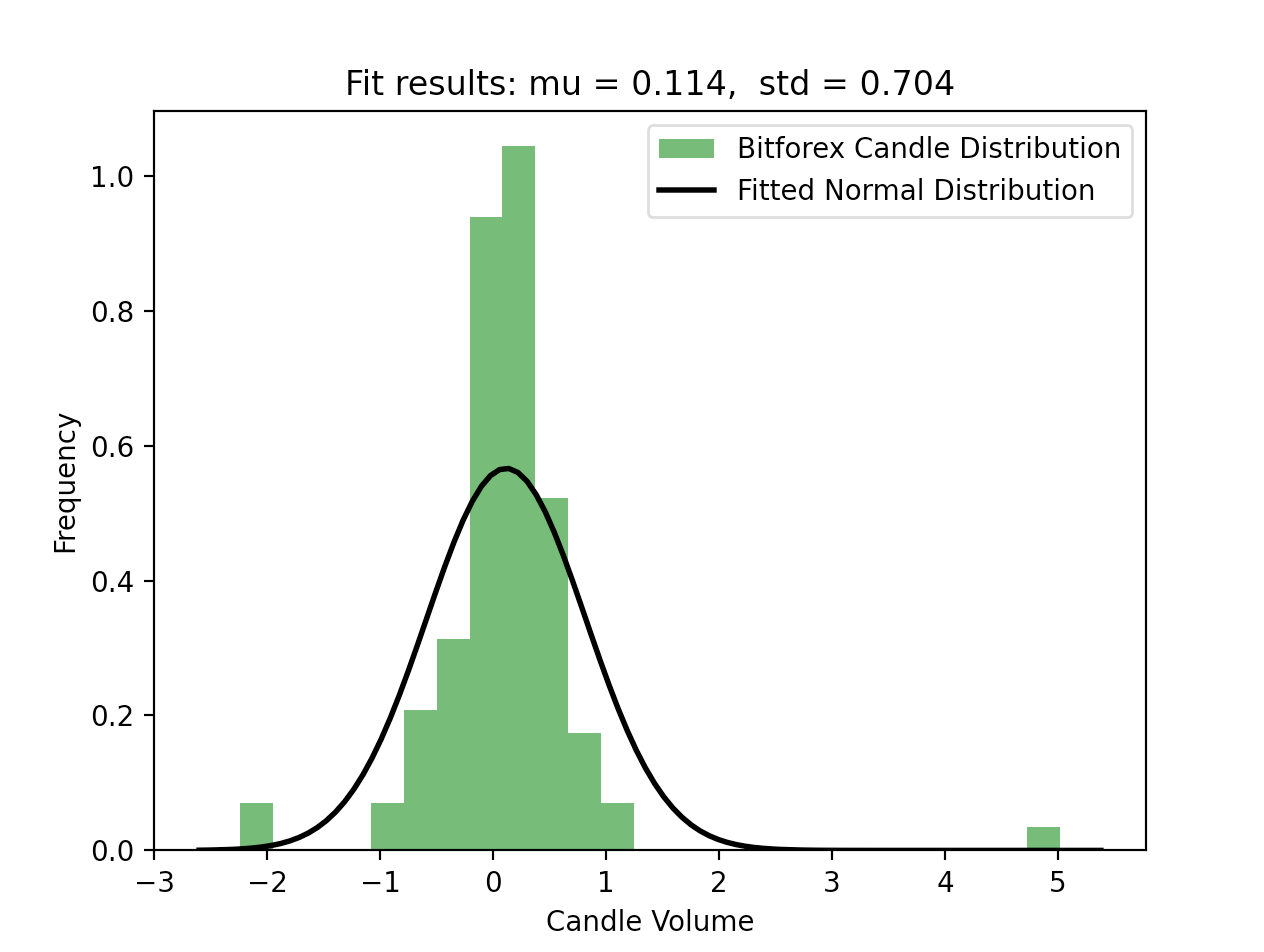 Fit results: mu = 0.114,  std = 0.704
Bitforex Candle Distribution
Fitted Normal Distribution
1.0
0.8
0.6
0.4
0.2
0.0
Frequency
−3 −2 −1 0 1 2 3 4 5
Candle Volume